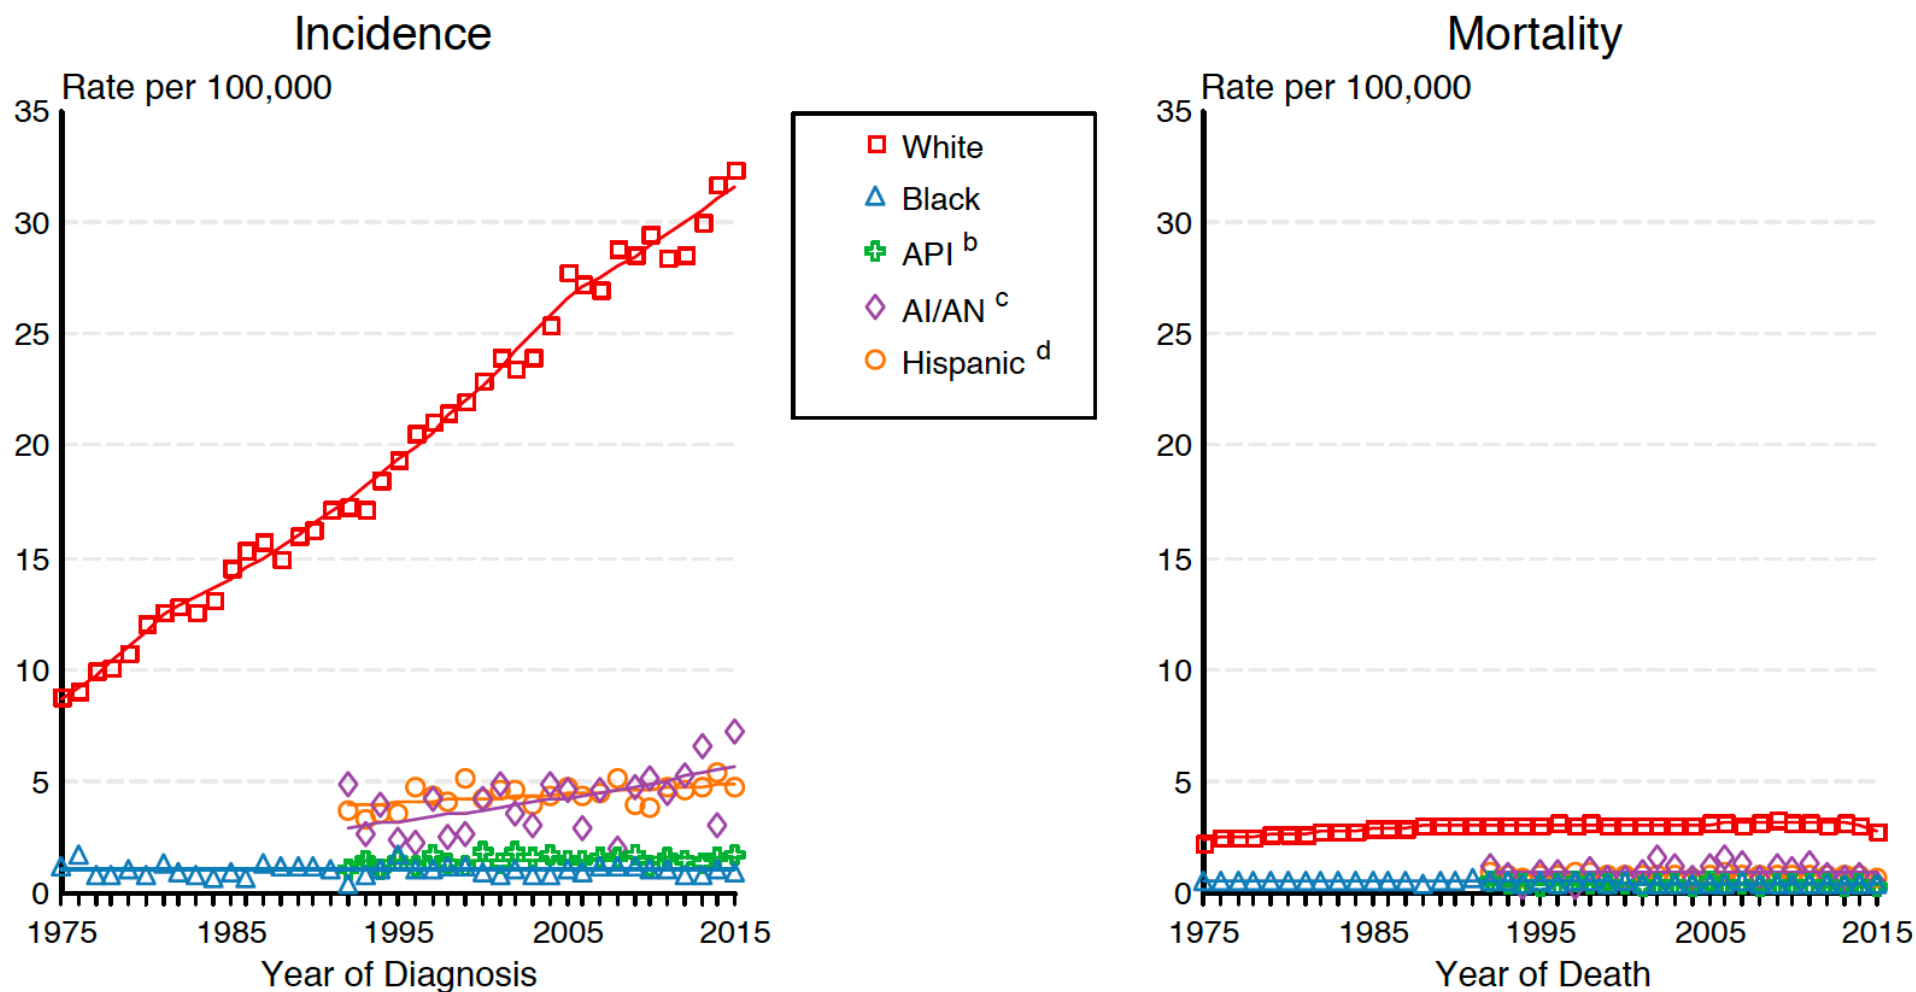 Incidence
Rate per 100,000
35
30
25
20
15
10
5
0
1975 1985 1995 2005 2015
Year of Diagnosis
White
Black
API b
AI/AN c
Hispanic d
Mortality
Rate per 100,000
35
30
25
20
15
10
5
0
1975 1985 1995 2005 2015
Year of Death